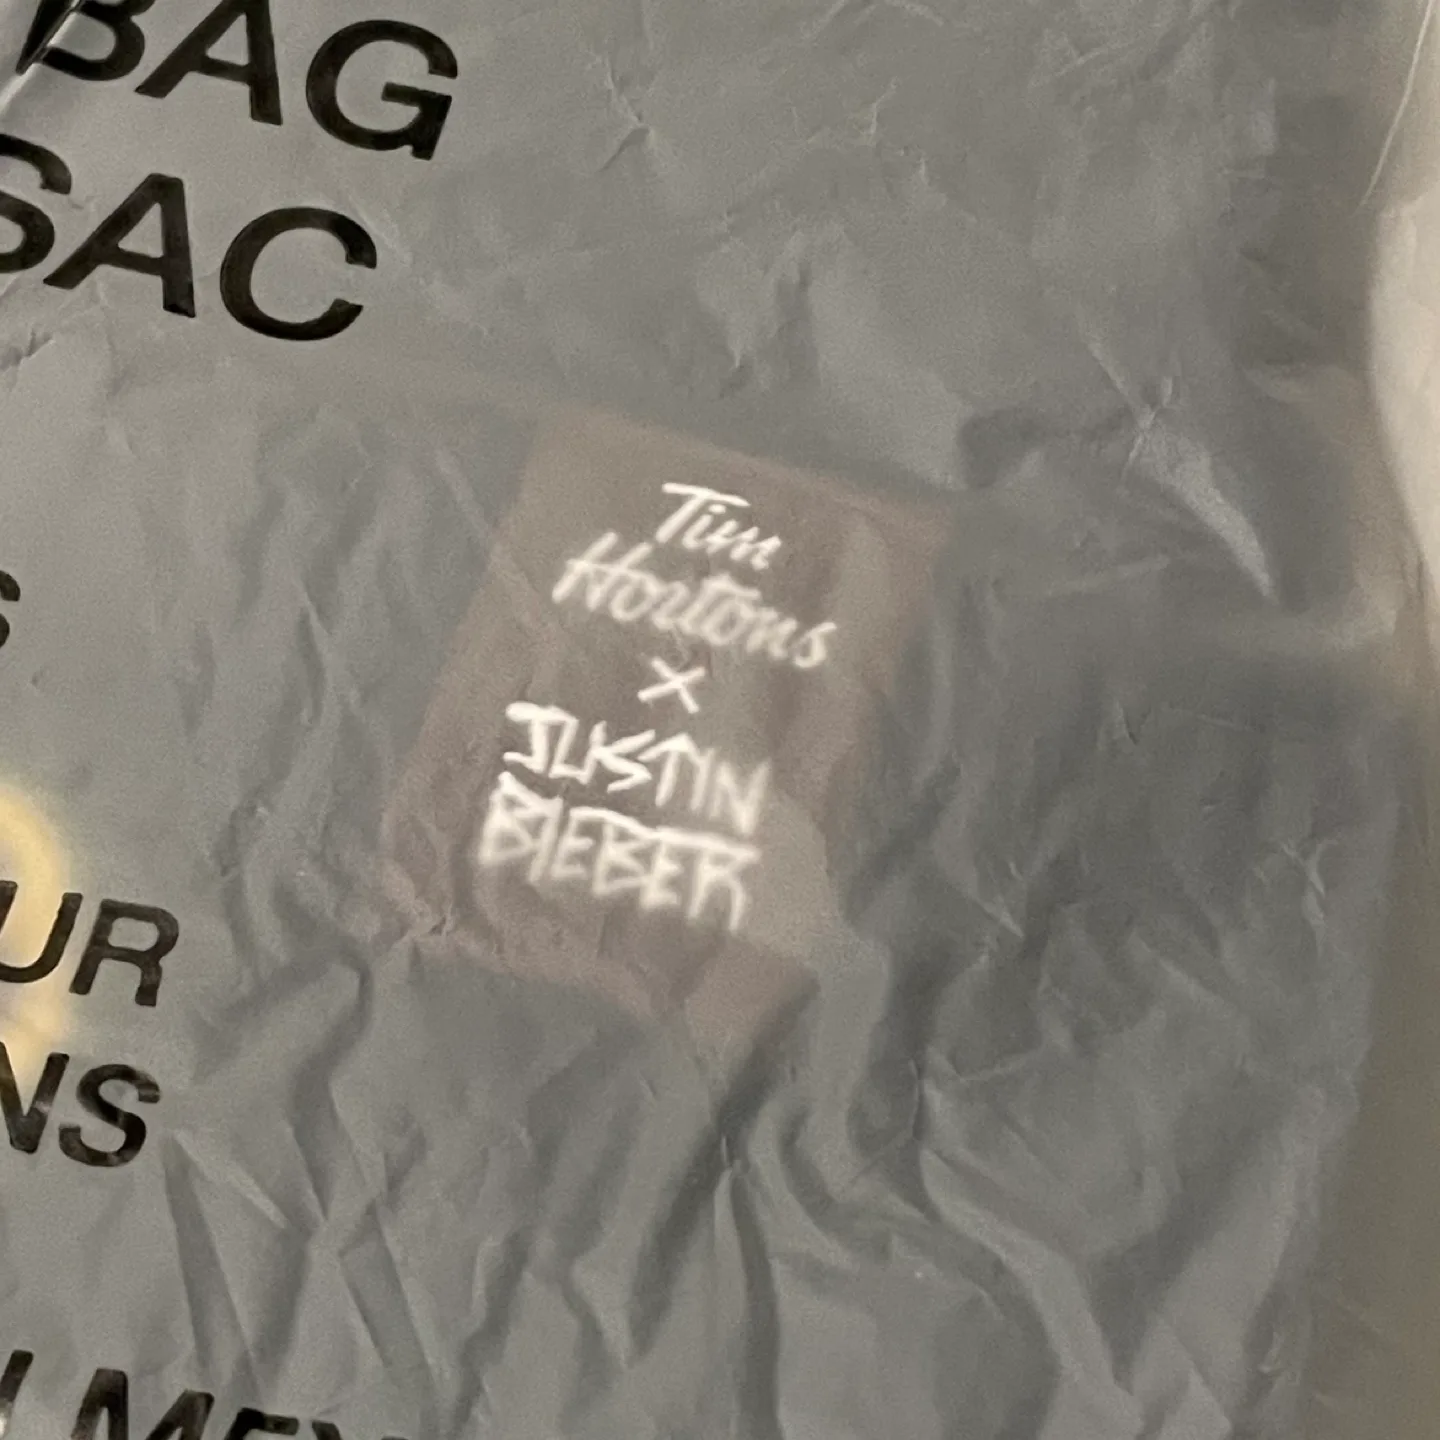 BAG
SAC
S
UR
NS
Tim
Hortons
×
JUSTIN
BIEBER